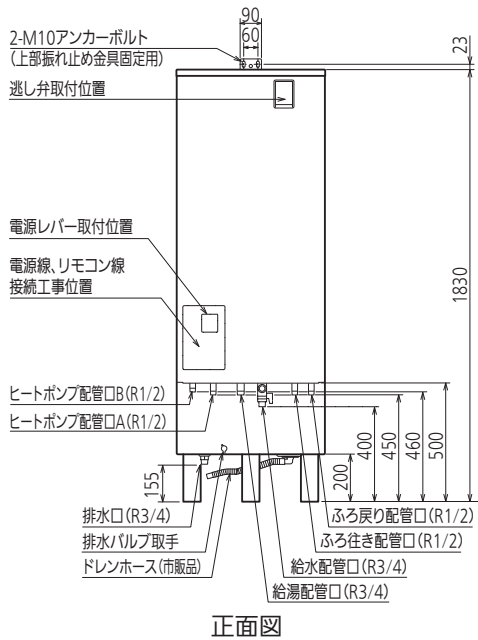 90
60
23
2-M10アンカーボルト
(上部振れ止め金具固定用)
逃し弁取付位置
電源レバー取付位置
電源線、リモコン線
接続工事位置
1830
ヒートポンプ配管口B(R1/2)
ヒートポンプ配管口A(R1/2)
155
200
400
450
460
500
排水口(R3/4)
ふろ戻り配管口(R1/2)
排水バルブ取手
ふろ往き配管口(R1/2)
ドレンホース(市販品)
給水配管口(R3/4)
給湯配管口(R3/4)
正面図